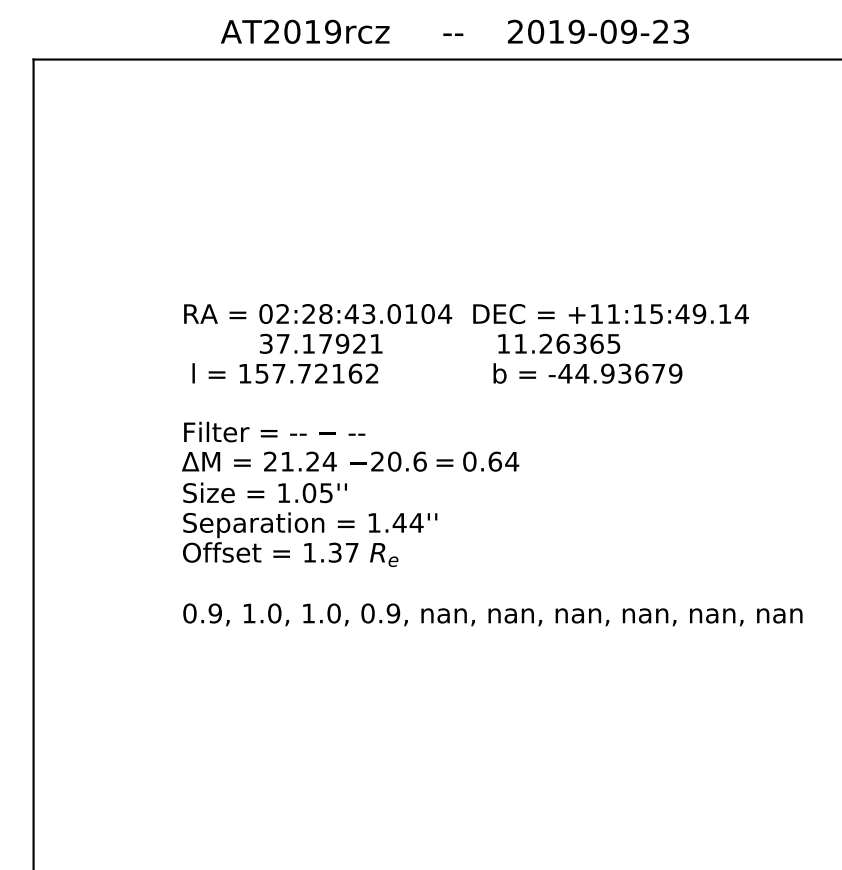 AT2019rcz -- 2019-09-23
RA = 02:28:43.0104 DEC = +11:15:49.14
37.17921 11.26365
l = 157.72162 b = -44.93679
Filter = -- − --
ΔM = 21.24 −20.6 = 0.64
Size = 1.05''
Separation = 1.44''
Offset = 1.37 Rₑ
0.9, 1.0, 1.0, 0.9, nan, nan, nan, nan, nan, nan